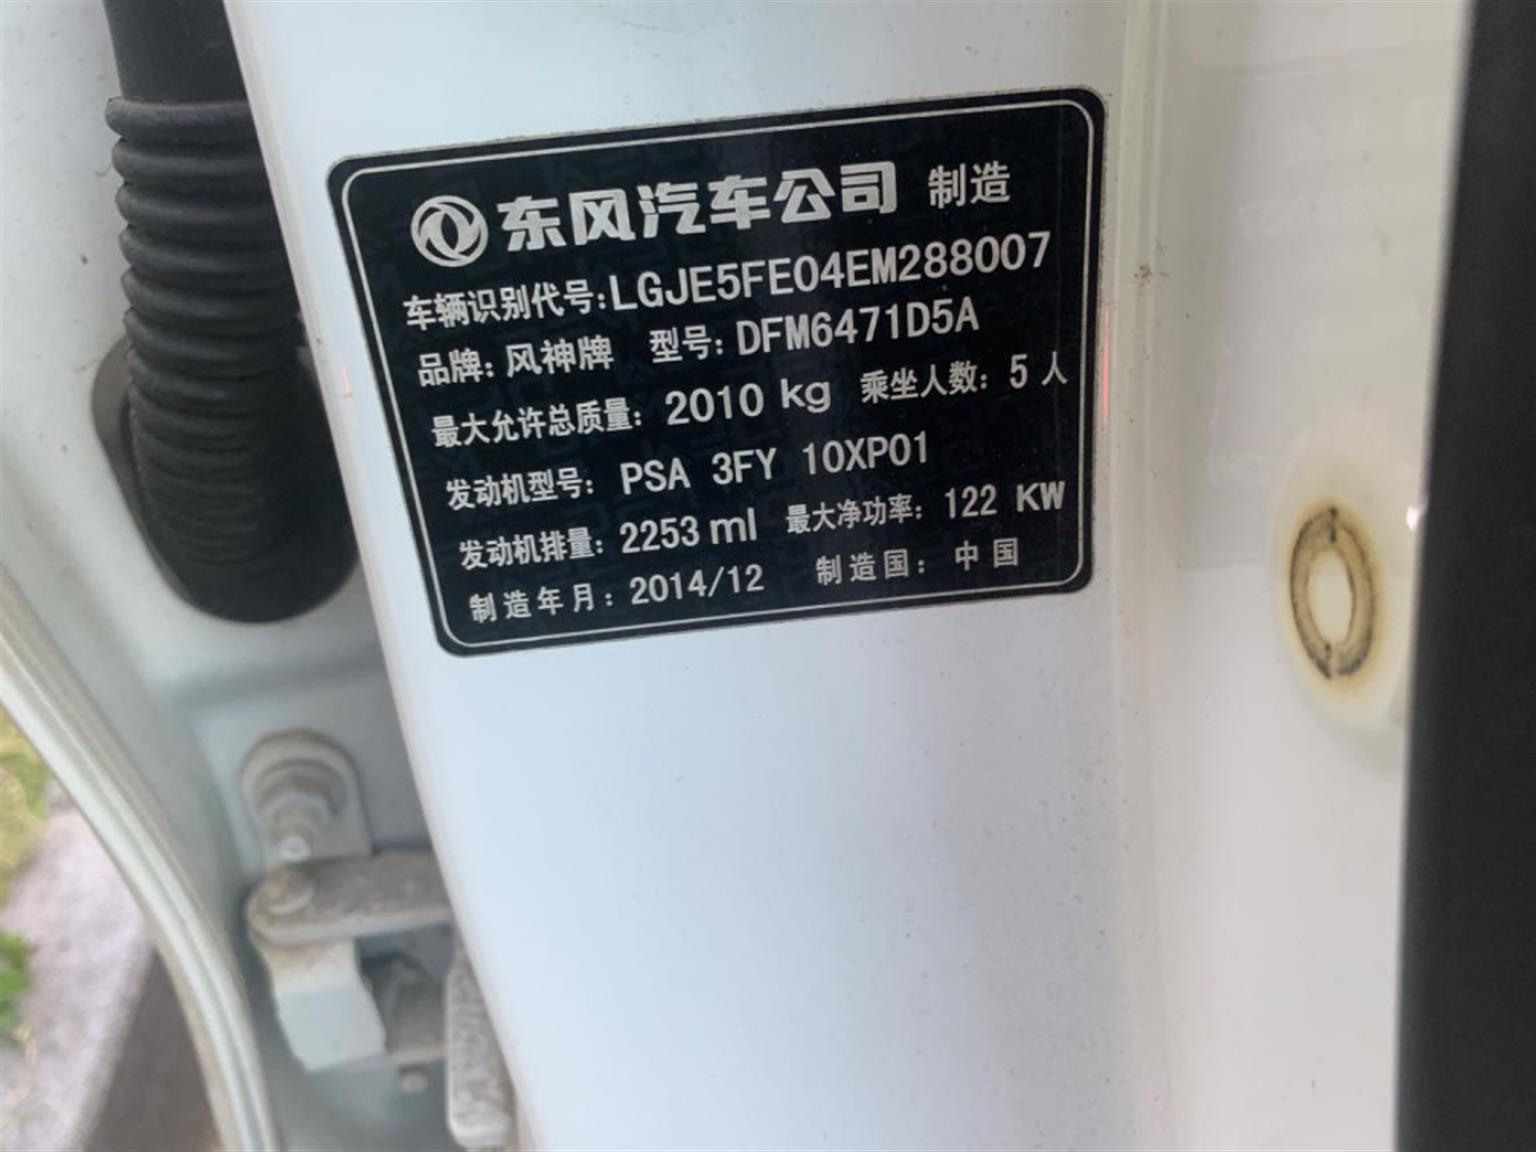 东风汽车公司 制造
车辆识别代号:LGJE5FE04EM288007
品牌: 风神牌 型号: DFM6471D5A
最大允许总质量: 2010 kg 乘坐人数: 5 人
发动机型号: PSA 3FY 10XP01
发动机排量: 2253 ml 最大净功率: 122 KW
制造年月: 2014/12 制造国: 中国